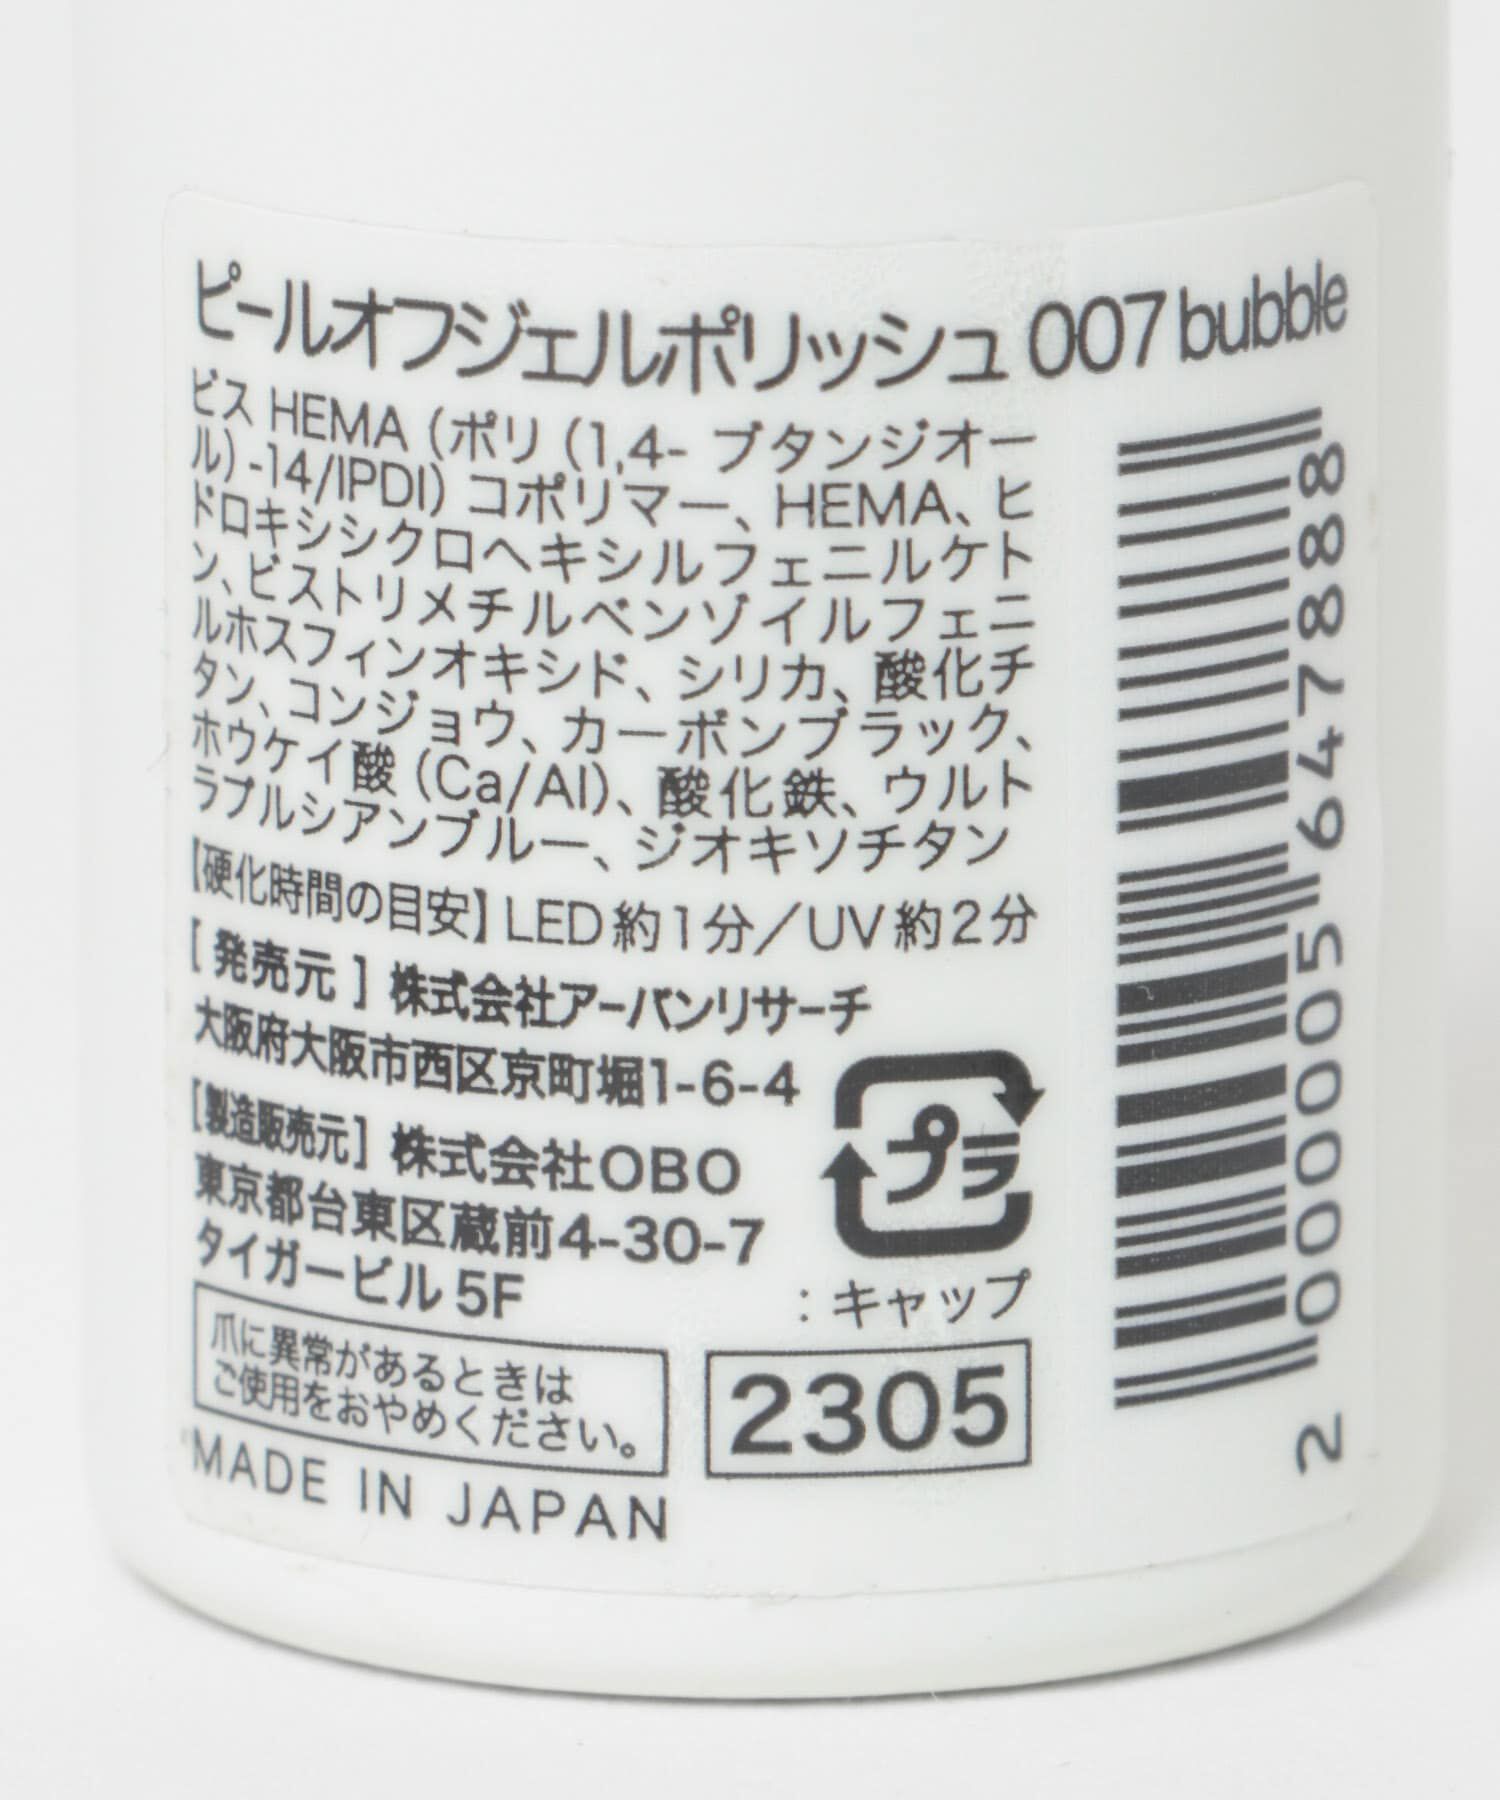 ピールオフジェルポリッシュ 007 bubble
ビス HEMA (ポリ (1,4- ブタンジオー
ル) -14/IPDI) コポリマー、HEMA、ヒ
ドロキシシクロヘキシルフェニルケト
ン、ビストリメチルベンゾイルフェニ
ルホスフィンオキシド、シリカ、酸化チ
タン、コンジョウ、カーボンブラック、
ホウケイ酸 (Ca/Al)、酸化鉄、ウルト
ラプルシアンブルー、ジオキソチタン
【硬化時間の目安】LED 約 1 分／UV 約 2 分
[ 発売元 ] 株式会社アーバンリサーチ
大阪府大阪市西区京町堀1-6-4
[製造販売元] 株式会社OBO
東京都台東区蔵前4-30-7
タイガービル 5F
プラ
: キャップ
爪に異常があるときは
ご使用をおやめください。
2305
MADE IN JAPAN
2000005647888